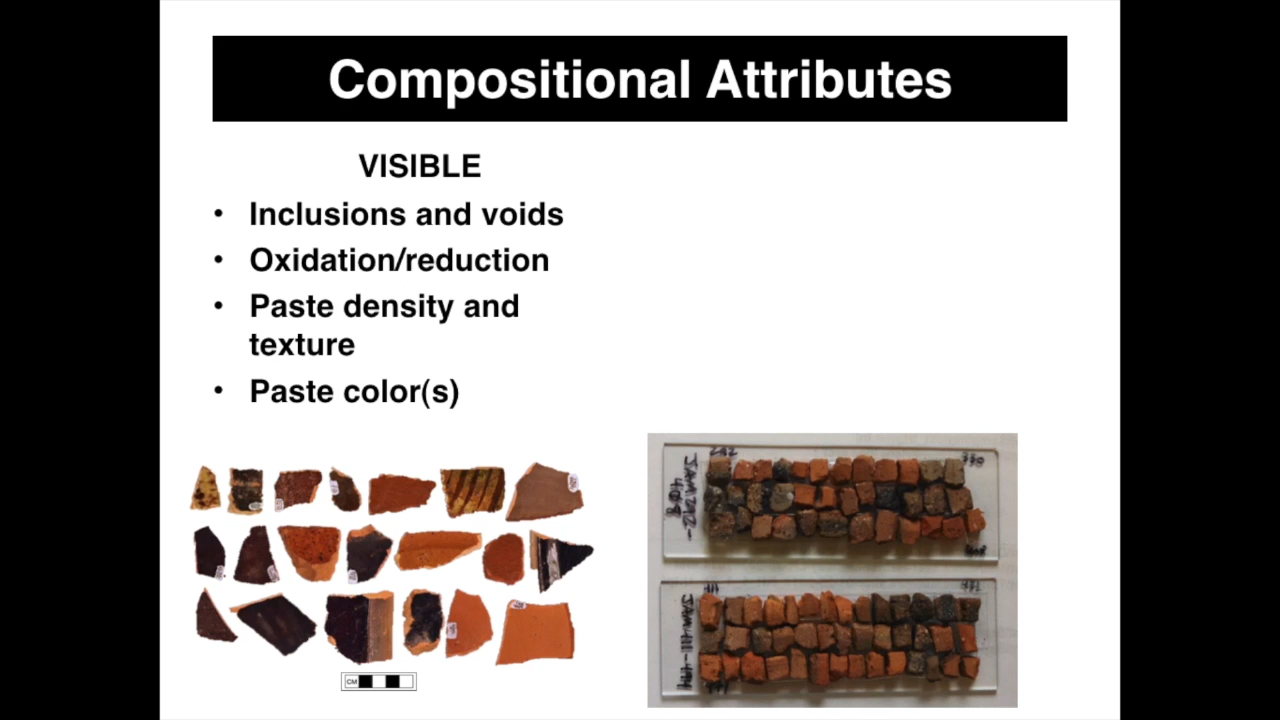 Compositional Attributes
VISIBLE
• Inclusions and voids
• Oxidation/reduction
• Paste density and
texture
• Paste color(s)
CM